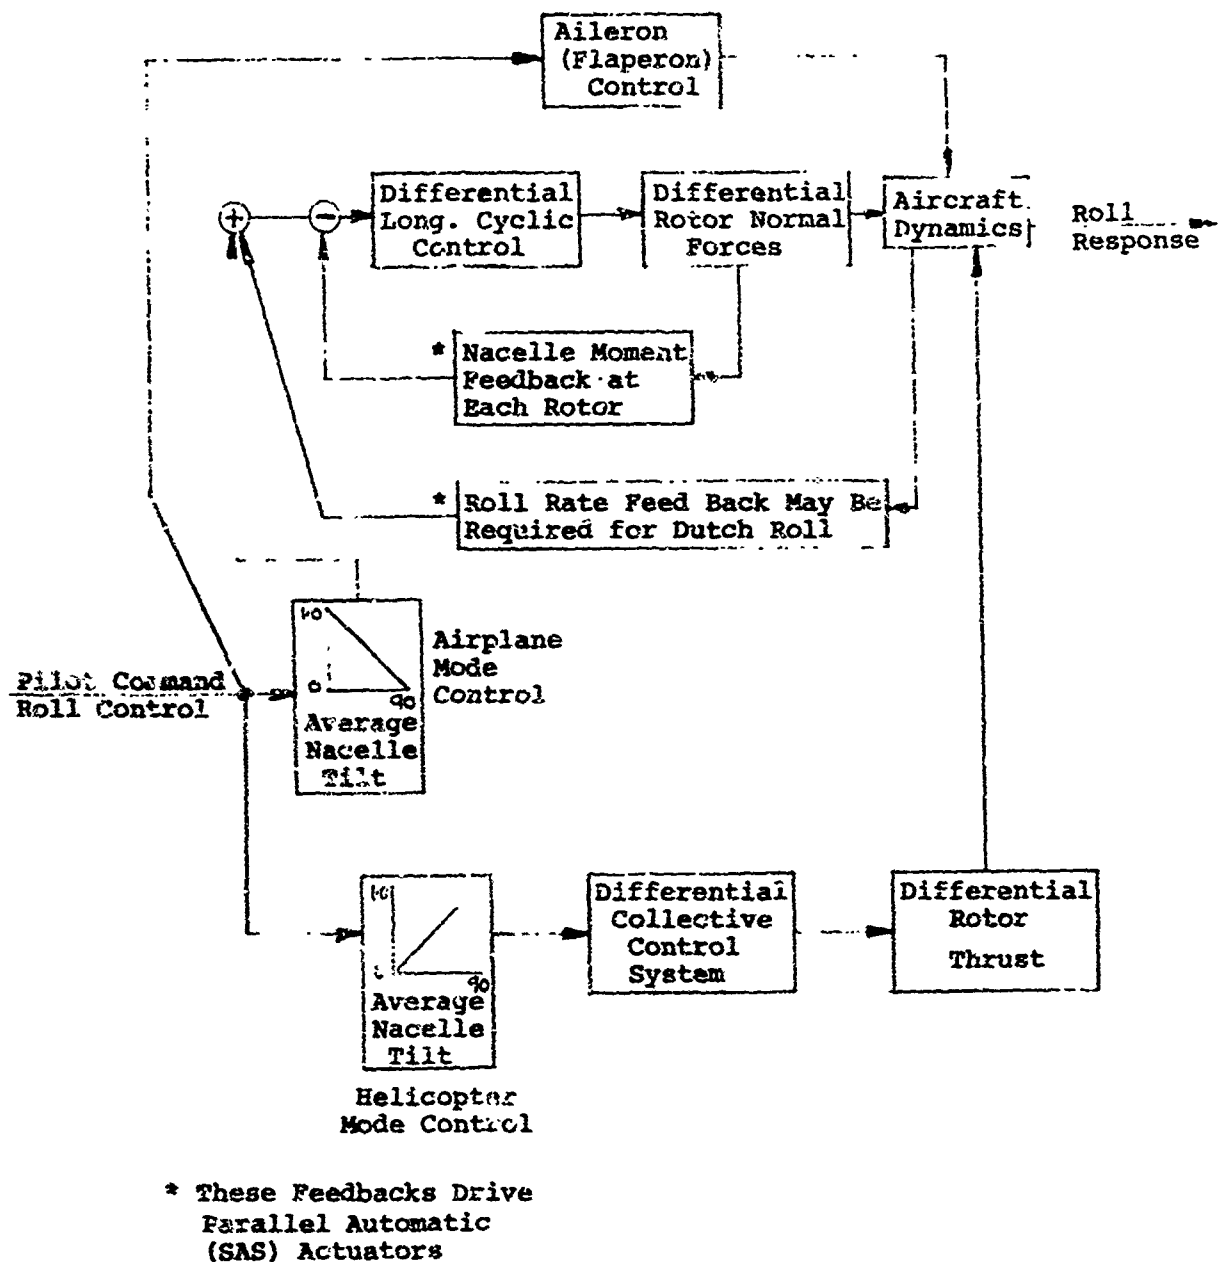 Aileron
(Flaperon)
Control
Differential
Long. Cyclic
Control
Differential
Rotor Normal
Forces
Aircraft
Dynamics
Roll
Response
+
-
* Nacelle Moment
Feedback at
Each Rotor
* Roll Rate Feed Back May Be
Required for Dutch Roll
Pilot Command
Roll Control
0
90
Average
Nacelle
Tilt
Airplane
Mode
Control
90
Average
Nacelle
Tilt
Helicopter
Mode Control
Differential
Collective
Control
System
Differential
Rotor
Thrust
* These Feedbacks Drive
Parallel Automatic
(SAS) Actuators